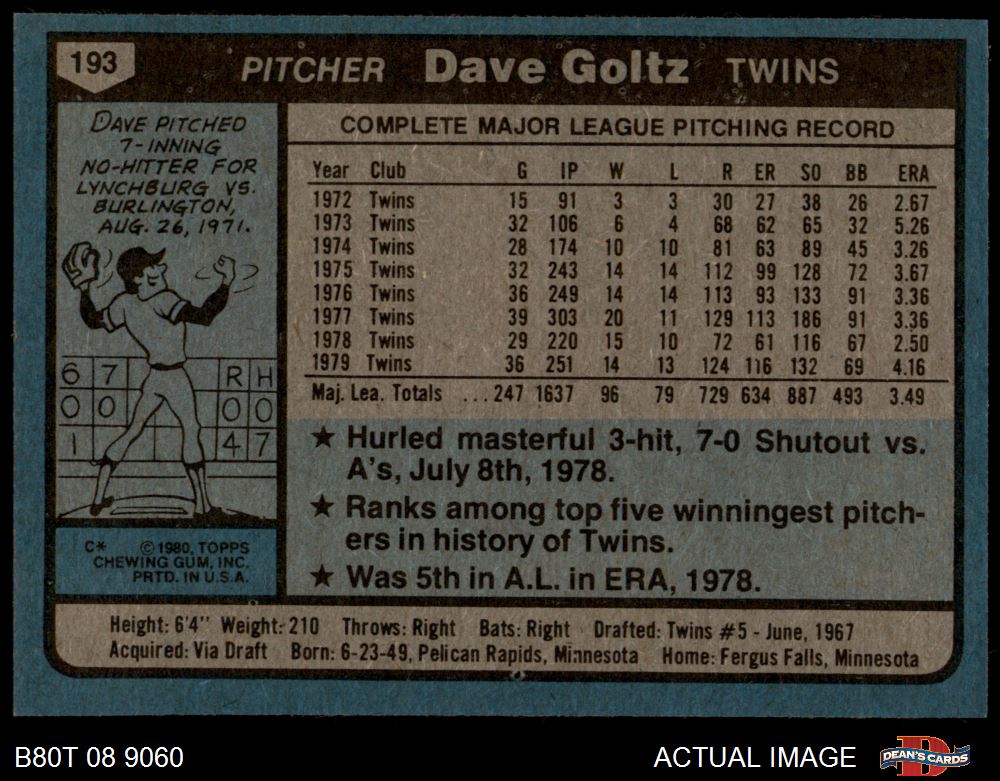 193 PITCHER Dave Goltz TWINS
DAVE PITCHED
7-INNING
NO-HITTER FOR
LYNCHBURG VS.
BURLINGTON,
AUG. 26, 1971.
6 7 R H
0 0 0 0
1 4 7
C* ©1980, TOPPS
CHEWING GUM, INC.
PRTD. IN U.S.A.
COMPLETE MAJOR LEAGUE PITCHING RECORD
Year Club G IP W L R ER SO BB ERA
1972 Twins 15 91 3 3 30 27 38 26 2.67
1973 Twins 32 106 6 4 68 62 65 32 5.26
1974 Twins 28 174 10 10 81 63 89 45 3.26
1975 Twins 32 243 14 14 112 99 128 72 3.67
1976 Twins 36 249 14 14 113 93 133 91 3.36
1977 Twins 39 303 20 11 129 113 186 91 3.36
1978 Twins 29 220 15 10 72 61 116 67 2.50
1979 Twins 36 251 14 13 124 116 132 69 4.16
Maj. Lea. Totals ...247 1637 96 79 729 634 887 493 3.49
★ Hurled masterful 3-hit, 7-0 Shutout vs.
A's, July 8th, 1978.
★ Ranks among top five winningest pitch-
ers in history of Twins.
★ Was 5th in A.L. in ERA, 1978.
Height: 6'4" Weight: 210 Throws: Right Bats: Right Drafted: Twins #5 - June, 1967
Acquired: Via Draft Born: 6-23-49, Pelican Rapids, Minnesota Home: Fergus Falls, Minnesota
B80T 08 9060 ACTUAL IMAGE DEAN'S CARDS